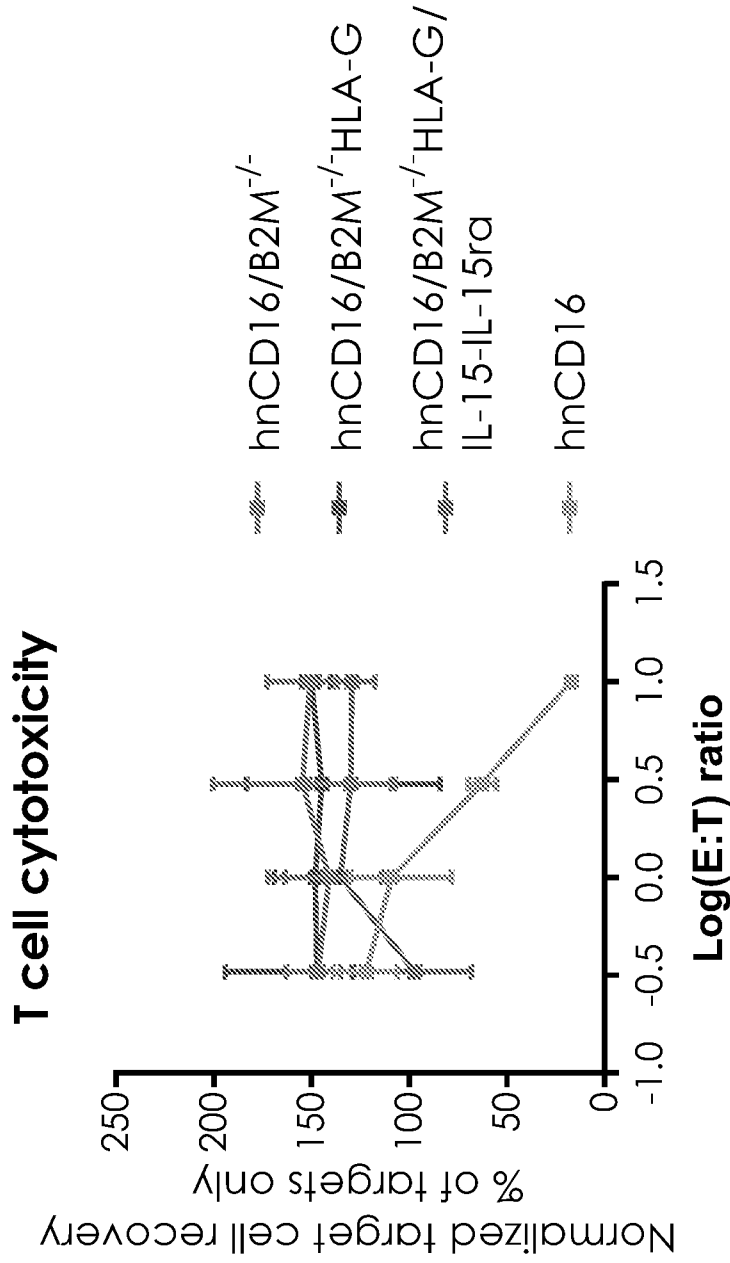 T cell cytotoxicity
Normalized target cell recovery
% of targets only
250
200
150
100
50
0
-1.0
-0.5
0.0
0.5
1.0
1.5
Log(E:T) ratio
hnCD16/B2M-/-
hnCD16/B2M-/-HLA-G
hnCD16/B2M-/-HLA-G/
IL-15-IL-15ra
hnCD16